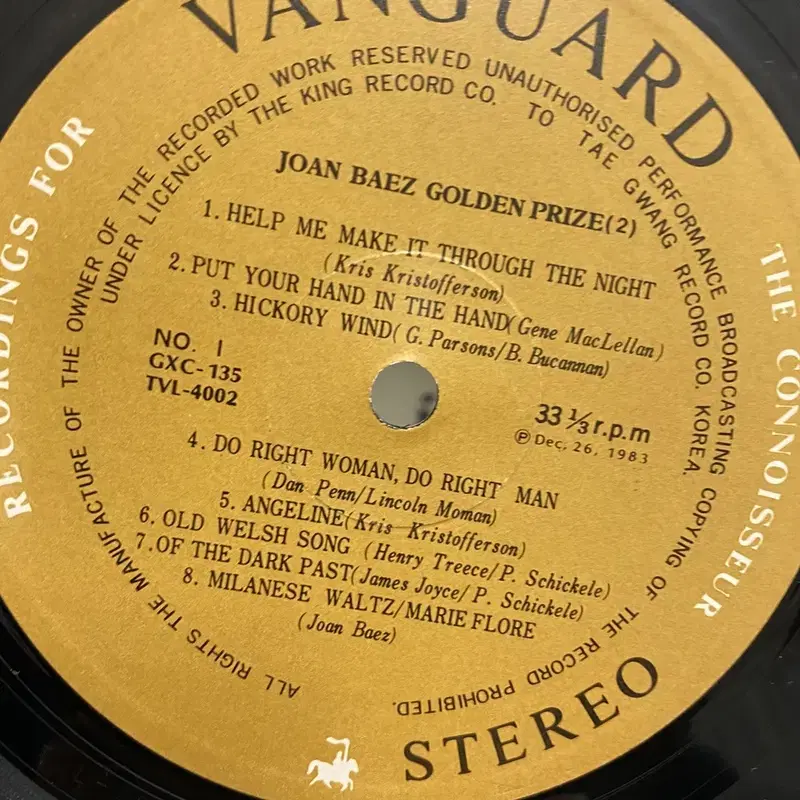 VANGUARD
RECORDINGS FOR
THE CONNOISSEUR
ALL RIGHTS THE MANUFACTURE OF THE OWNER OF THE RECORDED WORK RESERVED UNAUTHORISED PERFORMANCE BROADCASTING COPYING OF THE RECORD PROHIBITED.
UNDER LICENCE BY THE KING RECORD CO. TO TAE GWANG RECORD CO. KOREA.
JOAN BAEZ GOLDEN PRIZE(2)
1. HELP ME MAKE IT THROUGH THE NIGHT
(Kris Kristofferson)
2. PUT YOUR HAND IN THE HAND(Gene MacLellan)
3. HICKORY WIND(G. Parsons/B. Bucannan)
NO. 1
GXC-135
TVL-4002
33 1/3 r.p.m
Ⓟ Dec, 26, 1983
4. DO RIGHT WOMAN, DO RIGHT MAN
(Dan Penn/Lincoln Moman)
5. ANGELINE(Kris Kristofferson)
6. OLD WELSH SONG (Henry Treece/P. Schickele)
7. OF THE DARK PAST(James Joyce/P. Schickele)
8. MILANESE WALTZ/MARIE FLORE
(Joan Baez)
STEREO